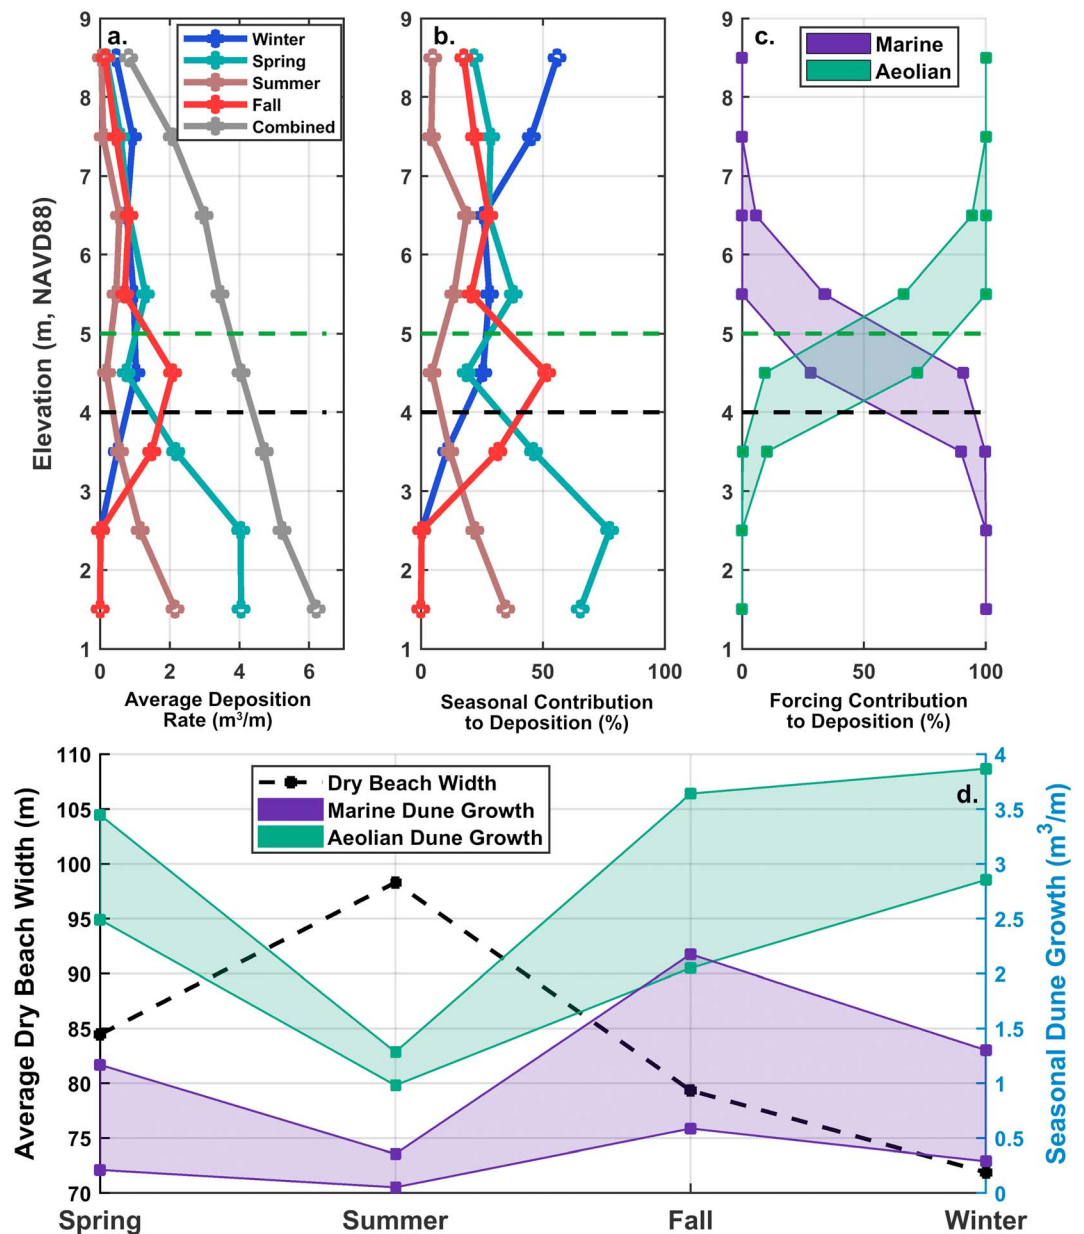 a.
Winter
Spring
Summer
Fall
Combined
b.
c.
Marine
Aeolian
9
8
7
6
5
4
3
2
1
Elevation (m, NAVD88)
0 2 4 6
Average Deposition
Rate (m³/m)
9
8
7
6
5
4
3
2
1
0 50 100
Seasonal Contribution
to Deposition (%)
9
8
7
6
5
4
3
2
1
0 50 100
Forcing Contribution
to Deposition (%)
d.
Dry Beach Width
Marine Dune Growth
Aeolian Dune Growth
110
105
100
95
90
85
80
75
70
Average Dry Beach Width (m)
4
3.5
3
2.5
2
1.5
1
0.5
0
Seasonal Dune Growth (m³/m)
Spring Summer Fall Winter